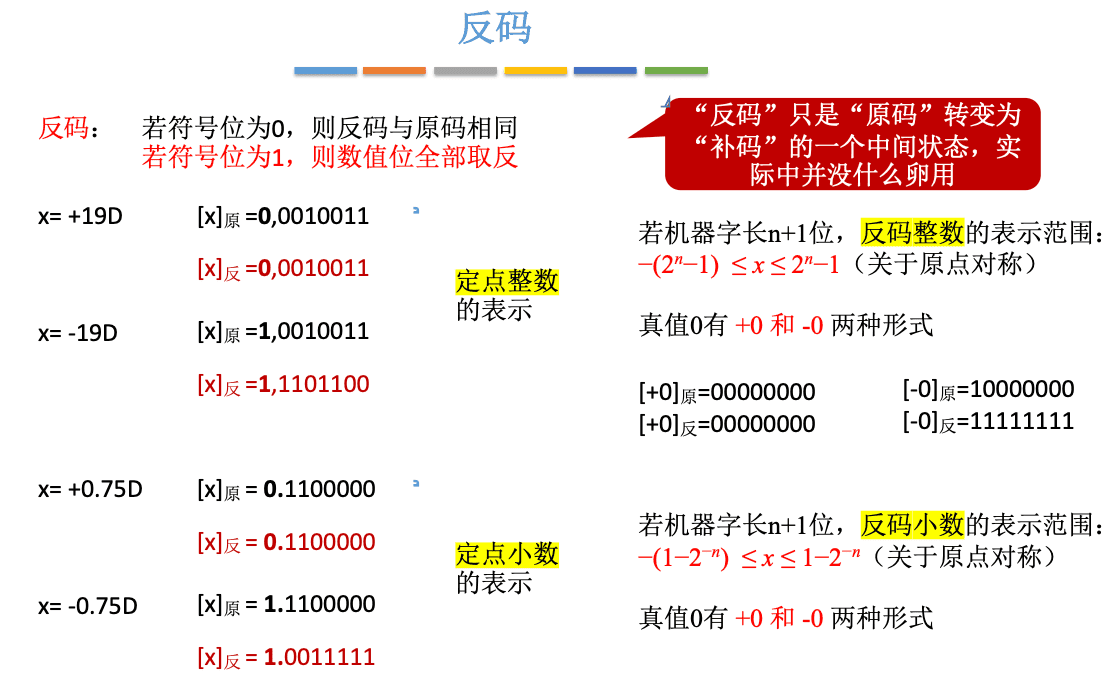 反码
反码： 若符号位为0，则反码与原码相同
若符号位为1，则数值位全部取反
“反码”只是“原码”转变为
“补码”的一个中间状态，实
际中并没什么卵用
x= +19D [x]原 =0,0010011
[x]反 =0,0010011
定点整数
的表示
x= -19D [x]原 =1,0010011
[x]反 =1,1101100
若机器字长n+1位，反码整数的表示范围：
−(2ⁿ−1) ≤ x ≤ 2ⁿ−1（关于原点对称）
真值0有 +0 和 -0 两种形式
[+0]原=00000000 [-0]原=10000000
[+0]反=00000000 [-0]反=11111111
x= +0.75D [x]原 = 0.1100000
[x]反 = 0.1100000
定点小数
的表示
x= -0.75D [x]原 = 1.1100000
[x]反 = 1.0011111
若机器字长n+1位，反码小数的表示范围：
−(1−2⁻ⁿ) ≤ x ≤ 1−2⁻ⁿ（关于原点对称）
真值0有 +0 和 -0 两种形式